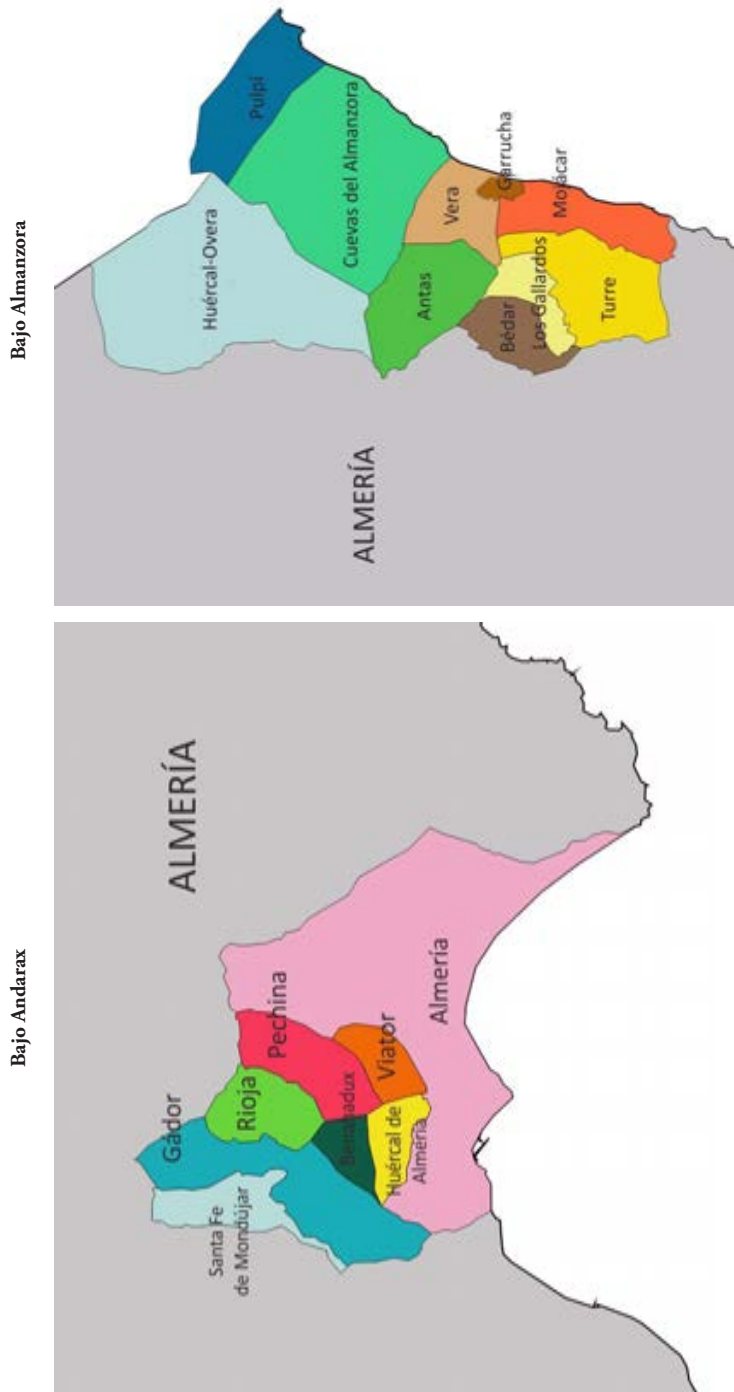 Bajo Andarax
ALMERÍA
Gádor
Santa Fe
de Mondújar
Rioja
Pechina
Benahadux
Viator
Huércal de
Almería
Almería
Bajo Almanzora
Pulpí
Huércal-Overa
Cuevas del Almanzora
ALMERÍA
Antas
Vera
Garrucha
Bédar
Los Gallardos
Mojácar
Turre